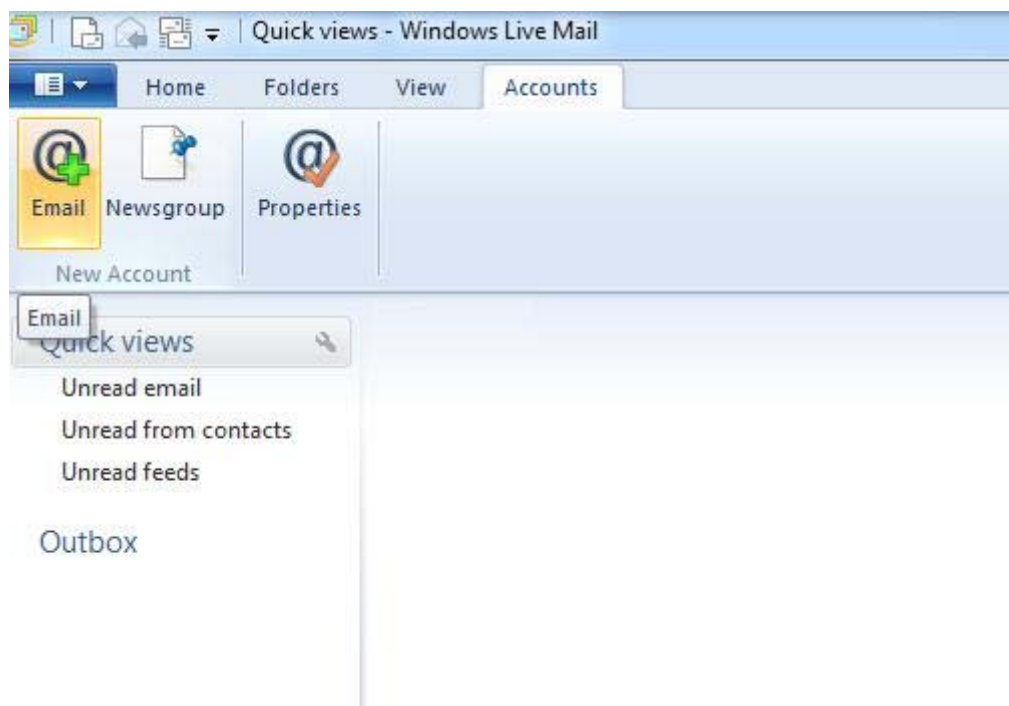 Quick views - Windows Live Mail
Home Folders View Accounts
Email Newsgroup Properties
New Account
Email
Quick views
Unread email
Unread from contacts
Unread feeds
Outbox